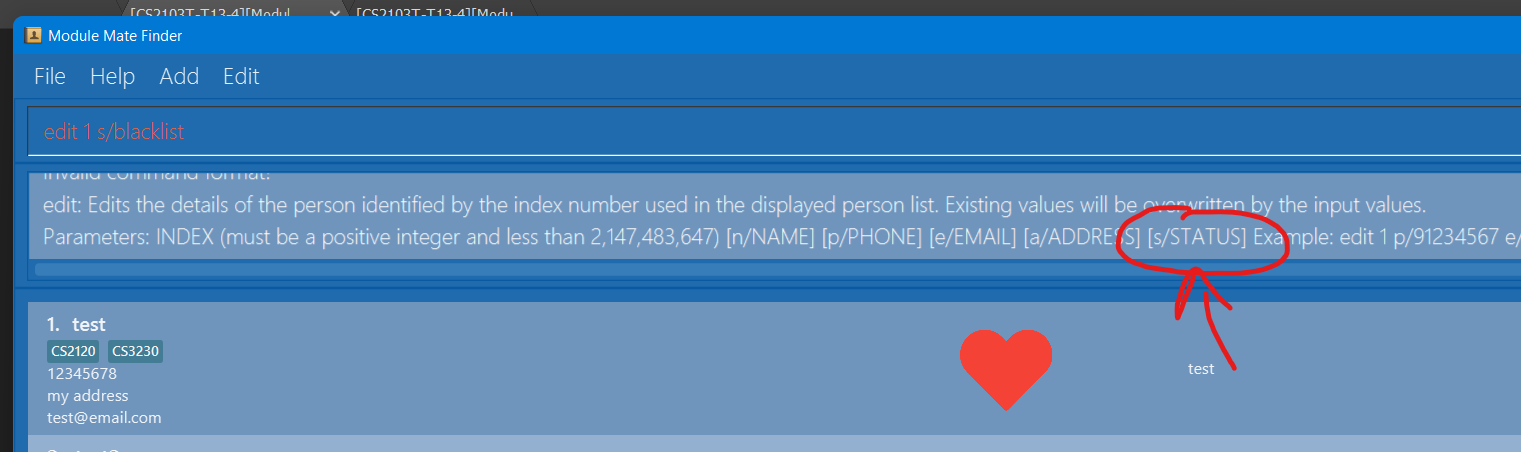 [CS2103T-T13-4][Modul
[CS2103T-T13-4][Modu
Module Mate Finder
File Help Add Edit
edit 1 s/blacklist
Invalid command format!
edit: Edits the details of the person identified by the index number used in the displayed person list. Existing values will be overwritten by the input values.
Parameters: INDEX (must be a positive integer and less than 2,147,483,647) [n/NAME] [p/PHONE] [e/EMAIL] [a/ADDRESS] [s/STATUS] Example: edit 1 p/91234567 e/
1. test
CS2120 CS3230
12345678
my address
test@email.com
test